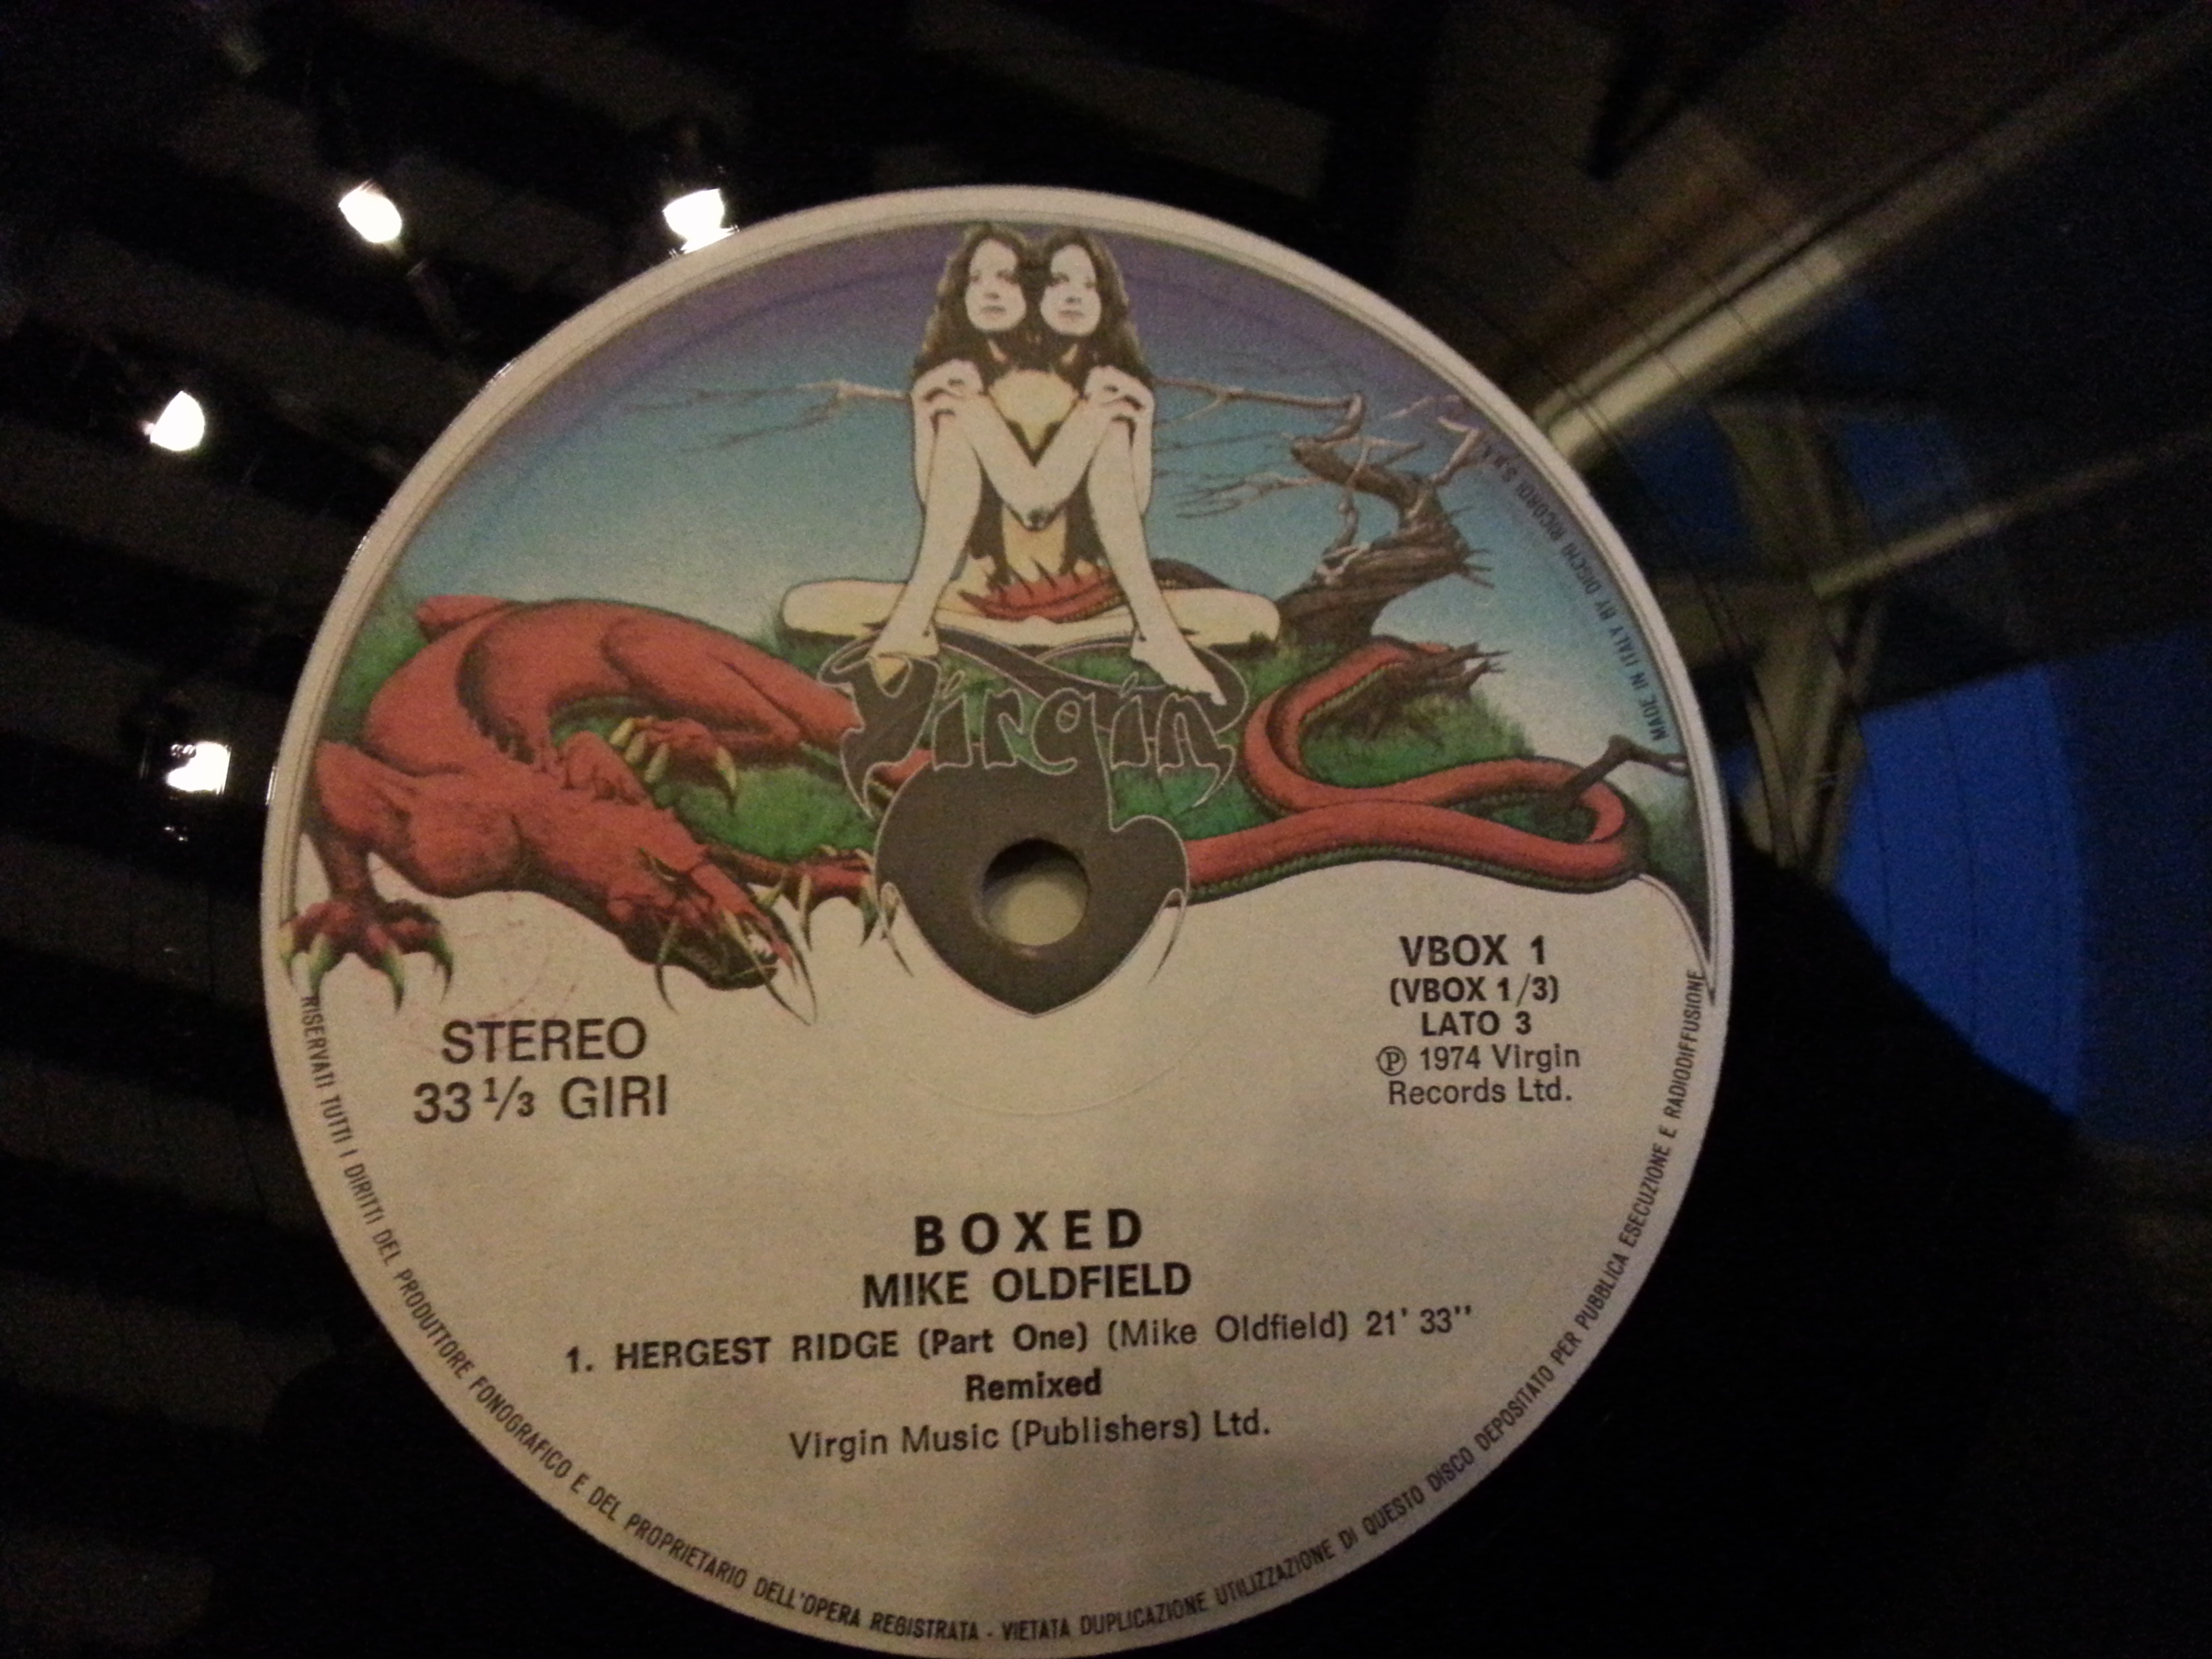 Virgin
MADE IN ITALY BY DISCHI RICORDI S.p.A.
STEREO
33 1/3 GIRI
VBOX 1
(VBOX 1/3)
LATO 3
℗ 1974 Virgin
Records Ltd.
BOXED
MIKE OLDFIELD
1. HERGEST RIDGE (Part One) (Mike Oldfield) 21' 33''
Remixed
Virgin Music (Publishers) Ltd.
RISERVATI TUTTI I DIRITTI DEL PRODUTTORE FONOGRAFICO E DEL PROPRIETARIO DELL'OPERA REGISTRATA - VIETATA DUPLICAZIONE UTILIZZAZIONE DI QUESTO DISCO DEPOSITATO PER PUBBLICA ESECUZIONE E RADIODIFFUSIONE